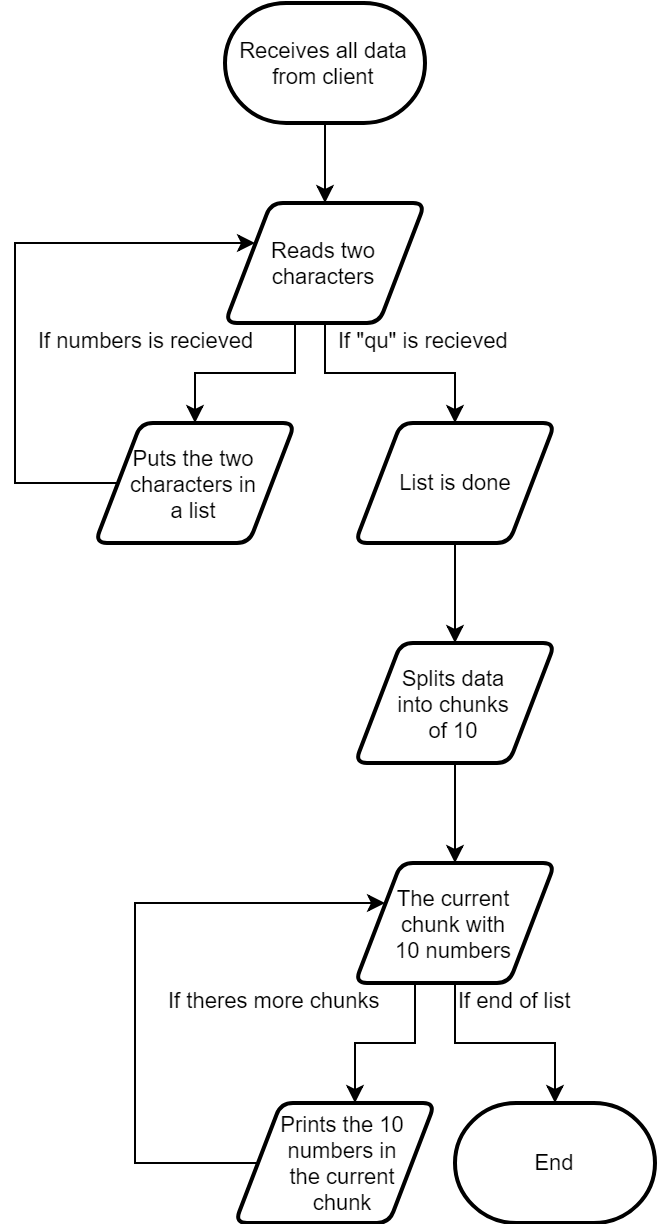 Receives all data
from client
Reads two
characters
If numbers is recieved
If "qu" is recieved
Puts the two
characters in
a list
List is done
Splits data
into chunks
of 10
The current
chunk with
10 numbers
If theres more chunks
If end of list
Prints the 10
numbers in
the current
chunk
End